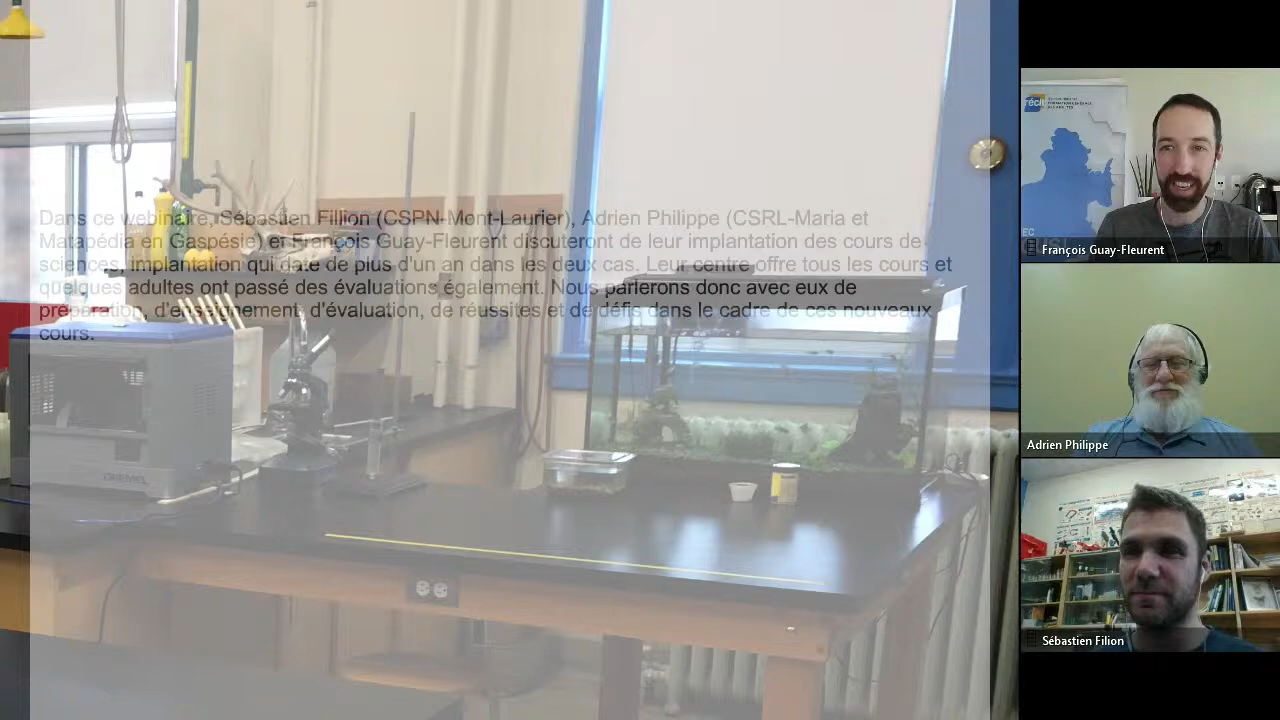 Dans ce webinaire, Sébastien Filion (CSPN-Mont-Laurier), Adrien Philippe (CSRL-Maria et
Matapédia en Gaspésie) et François Guay-Fleurent discuteront de leur implantation des cours de
sciences, implantation qui date de plus d'un an dans les deux cas. Leur centre offre tous les cours et
quelques adultes ont passé des évaluations également. Nous parlerons donc avec eux de
préparation, d'enseignement, d'évaluation, de réussites et de défis dans le cadre de ces nouveaux
cours.
DREMEL
récit
François Guay-Fleurent
Adrien Philippe
Sébastien Filion